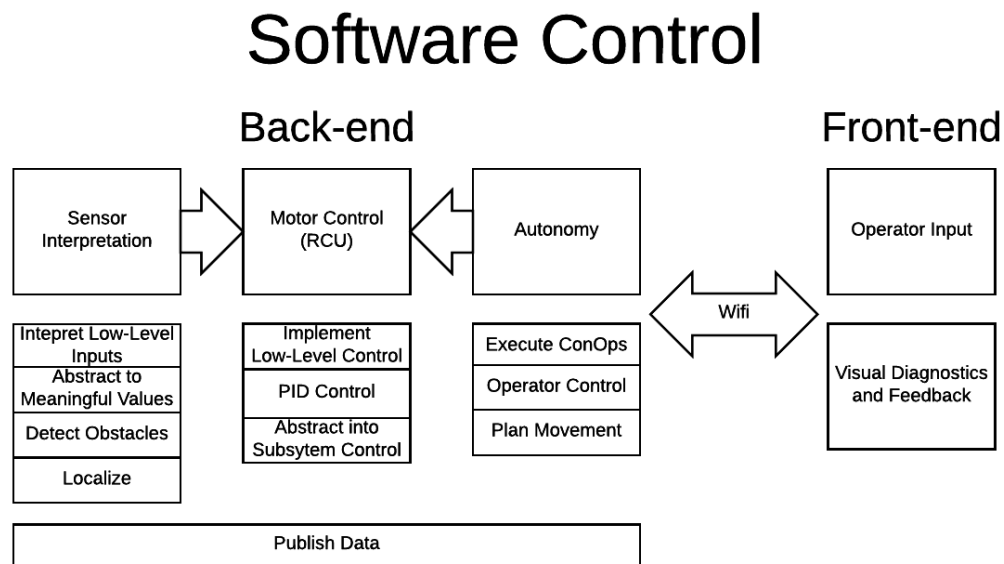 Software Control
Back-end
Front-end
Sensor
Interpretation
Motor Control
(RCU)
Autonomy
Operator Input
Wifi
Intepret Low-Level
Inputs
Abstract to
Meaningful Values
Detect Obstacles
Localize
Implement
Low-Level Control
PID Control
Abstract into
Subsytem Control
Execute ConOps
Operator Control
Plan Movement
Visual Diagnostics
and Feedback
Publish Data